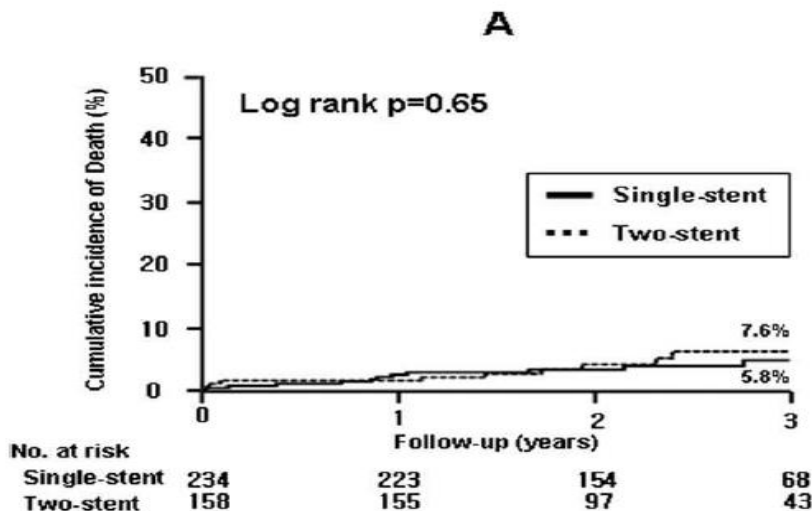 A
Cumulative incidence of Death (%)
50
40
30
20
10
0
Log rank p=0.65
Single-stent
Two-stent
7.6%
5.8%
0 1 2 3
Follow-up (years)
No. at risk
Single-stent 234 223 154 68
Two-stent 158 155 97 43